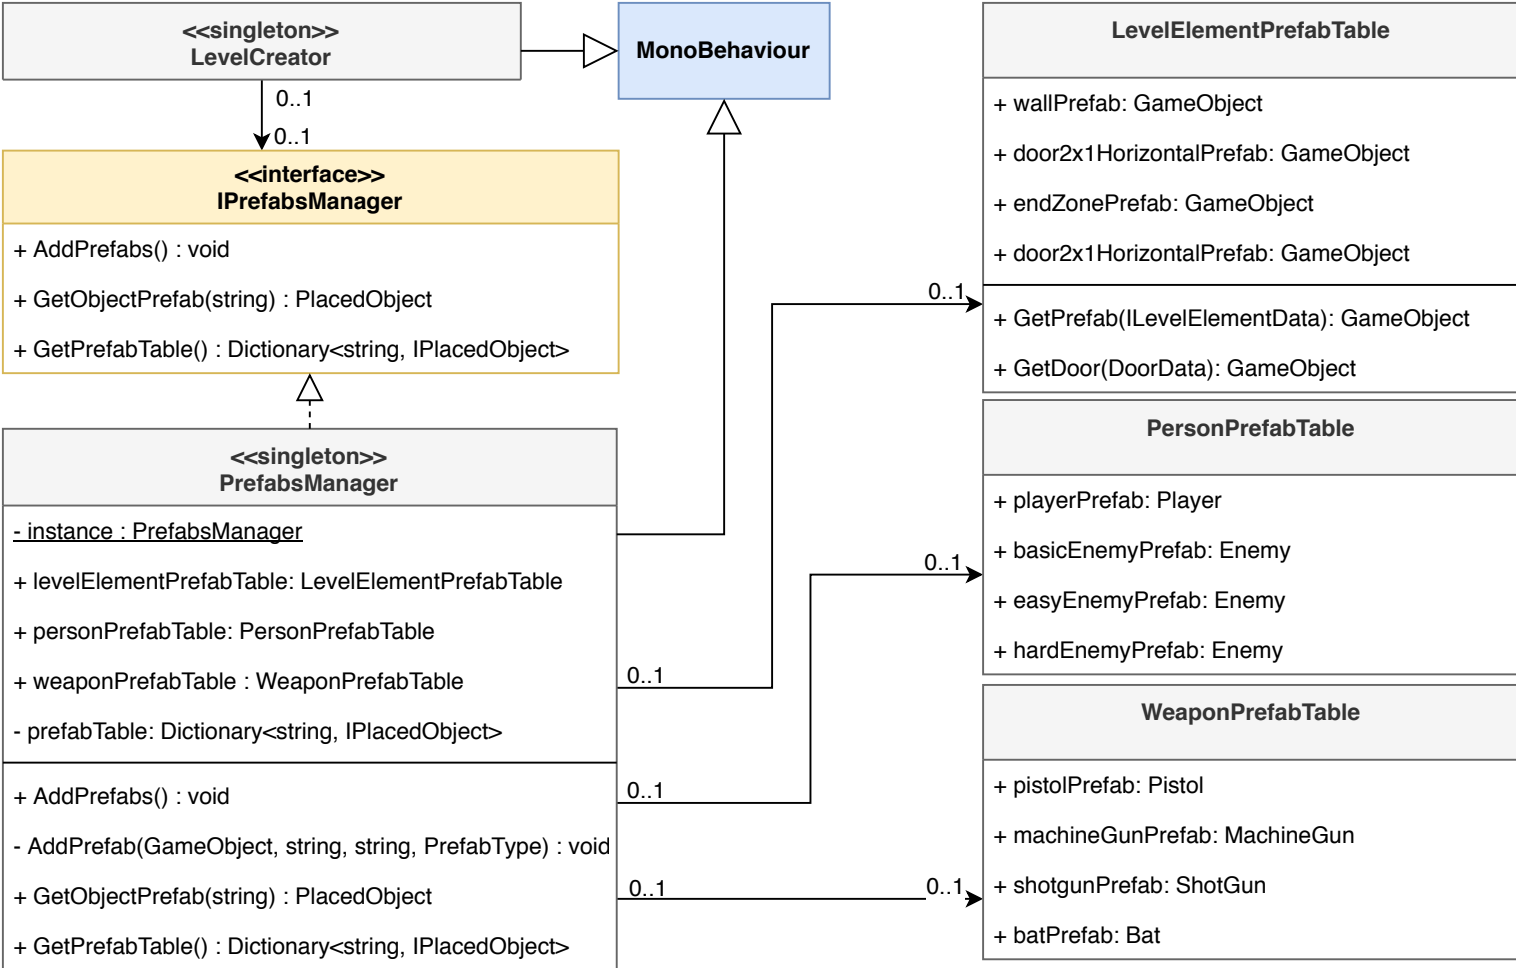 <<singleton>>
LevelCreator
MonoBehaviour
0..1
0..1
<<interface>>
IPrefabsManager
+ AddPrefabs() : void
+ GetObjectPrefab(string) : PlacedObject
+ GetPrefabTable() : Dictionary<string, IPlacedObject>
<<singleton>>
PrefabsManager
- instance : PrefabsManager
+ levelElementPrefabTable: LevelElementPrefabTable
+ personPrefabTable: PersonPrefabTable
+ weaponPrefabTable : WeaponPrefabTable
- prefabTable: Dictionary<string, IPlacedObject>
+ AddPrefabs() : void
- AddPrefab(GameObject, string, string, PrefabType) : void
+ GetObjectPrefab(string) : PlacedObject
+ GetPrefabTable() : Dictionary<string, IPlacedObject>
0..1
0..1
0..1
0..1
0..1
0..1
LevelElementPrefabTable
+ wallPrefab: GameObject
+ door2x1HorizontalPrefab: GameObject
+ endZonePrefab: GameObject
+ door2x1HorizontalPrefab: GameObject
+ GetPrefab(ILevelElementData): GameObject
+ GetDoor(DoorData): GameObject
PersonPrefabTable
+ playerPrefab: Player
+ basicEnemyPrefab: Enemy
+ easyEnemyPrefab: Enemy
+ hardEnemyPrefab: Enemy
WeaponPrefabTable
+ pistolPrefab: Pistol
+ machineGunPrefab: MachineGun
+ shotgunPrefab: ShotGun
+ batPrefab: Bat